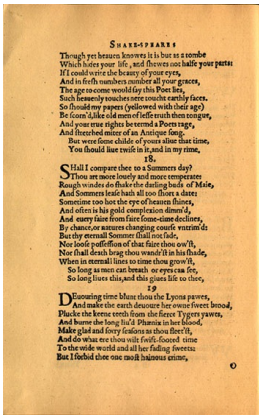 SHAKE-SPEARES
Though yet heauen knowes it is but as a tombe
Which hides your life, and shewes not halfe your parts:
If I could write the beauty of your eyes,
And in fresh numbers number all your graces,
The age to come would say this Poet lies,
Such heauenly touches nere toucht earthly faces.
So should my papers (yellowed with their age)
Be scorn'd, like old men of lesse truth then tongue,
And your true rights be termd a Poets rage,
And stretched miter of an Antique song.
But were some childe of yours aliue that time,
You should liue twise in it, and in my rime.
18.
SHall I compare thee to a Summers day?
Thou art more louely and more temperate:
Rough windes do shake the darling buds of Maie,
And Sommers lease hath all too short a date:
Sometime too hot the eye of heauen shines,
And often is his gold complexion dimm'd,
And euery faire from faire some-time declines,
By chance, or natures changing course vntrim'd:
But thy eternall Sommer shall not fade,
Nor loose possession of that faire thou ow'st,
Nor shall death brag thou wandr'st in his shade,
When in eternall lines to time thou grow'st,
So long as men can breath or eyes can see,
So long liues this, and this giues life to thee,
19
DEuouring time blunt thou the Lyons pawes,
And make the earth deuoure her owne sweet brood,
Plucke the keene teeth from the fierce Tygers yawes,
And burne the long liu'd Phænix in her blood,
Make glad and sorry seasons as thou fleet'st,
And do what ere thou wilt swift-footed time
To the wide world and all her fading sweets:
But I forbid thee one most hainous crime,
O